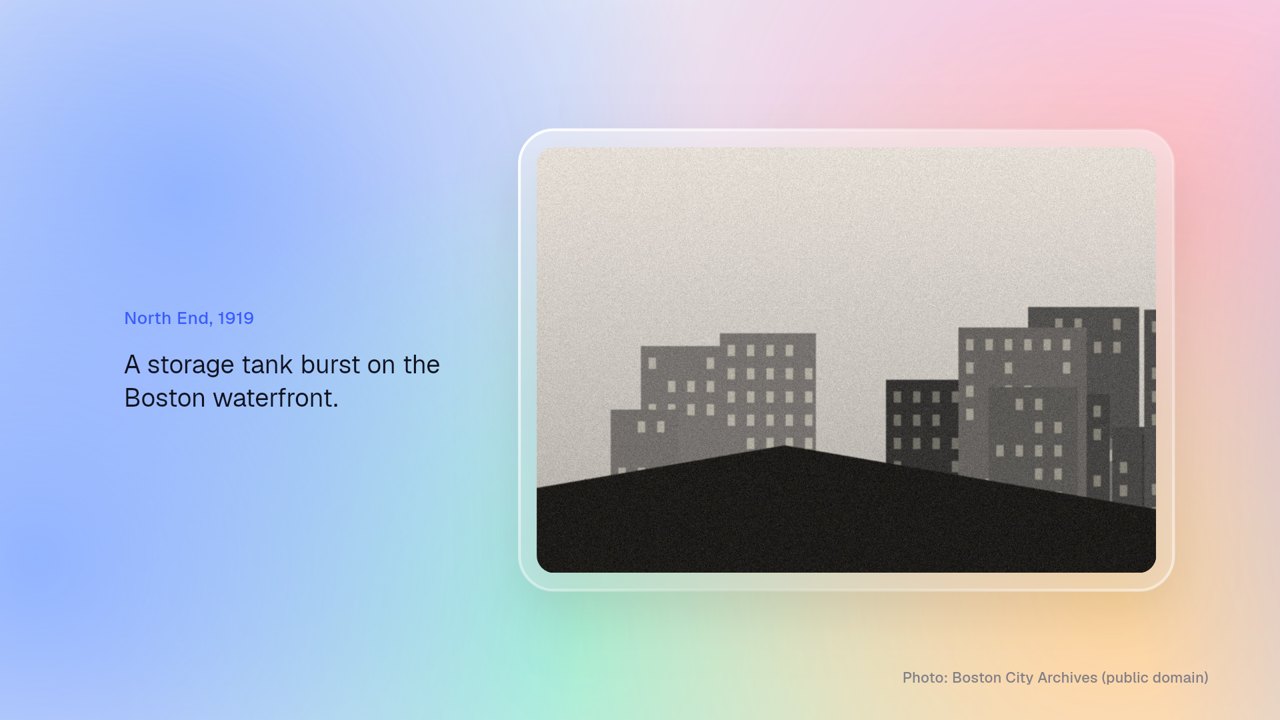 North End, 1919
A storage tank burst on the
Boston waterfront.
Photo: Boston City Archives (public domain)